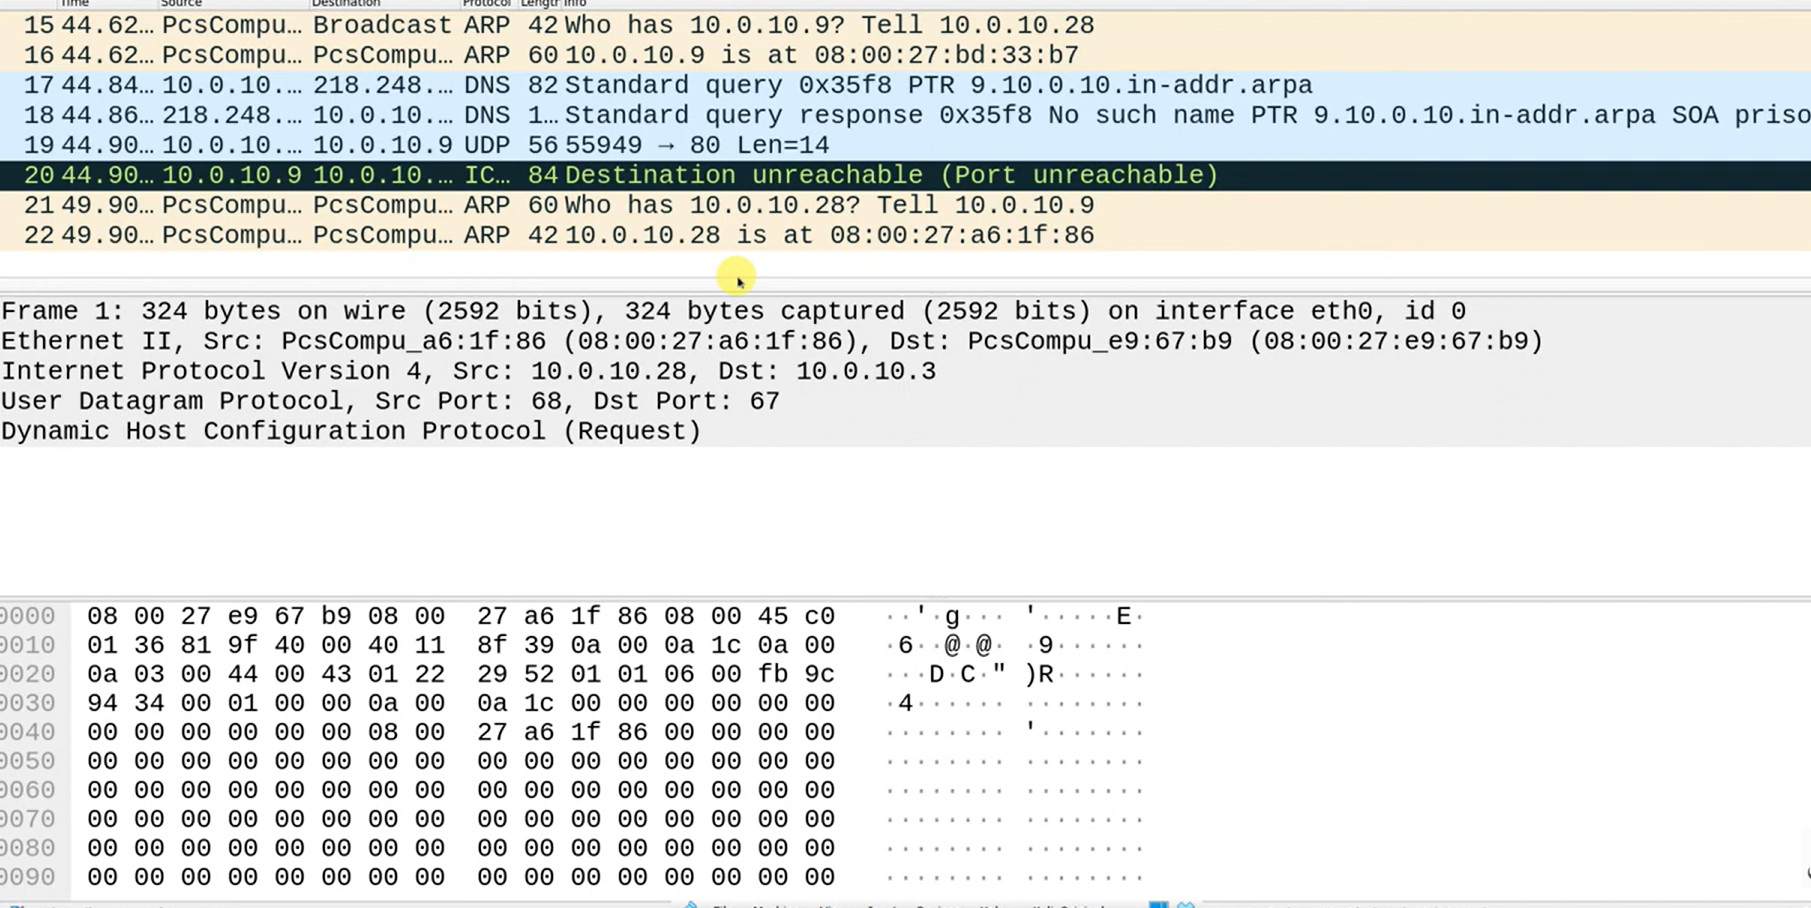 Time Source Destination Protocol Length Info
15 44.62… PcsCompu… Broadcast ARP 42 Who has 10.0.10.9? Tell 10.0.10.28
16 44.62… PcsCompu… PcsCompu… ARP 60 10.0.10.9 is at 08:00:27:bd:33:b7
17 44.84… 10.0.10.… 218.248.… DNS 82 Standard query 0x35f8 PTR 9.10.0.10.in-addr.arpa
18 44.86… 218.248.… 10.0.10.… DNS 1… Standard query response 0x35f8 No such name PTR 9.10.0.10.in-addr.arpa SOA priso
19 44.90… 10.0.10.… 10.0.10.9 UDP 56 55949 → 80 Len=14
20 44.90… 10.0.10.9 10.0.10.… IC… 84 Destination unreachable (Port unreachable)
21 49.90… PcsCompu… PcsCompu… ARP 60 Who has 10.0.10.28? Tell 10.0.10.9
22 49.90… PcsCompu… PcsCompu… ARP 42 10.0.10.28 is at 08:00:27:a6:1f:86
Frame 1: 324 bytes on wire (2592 bits), 324 bytes captured (2592 bits) on interface eth0, id 0
Ethernet II, Src: PcsCompu_a6:1f:86 (08:00:27:a6:1f:86), Dst: PcsCompu_e9:67:b9 (08:00:27:e9:67:b9)
Internet Protocol Version 4, Src: 10.0.10.28, Dst: 10.0.10.3
User Datagram Protocol, Src Port: 68, Dst Port: 67
Dynamic Host Configuration Protocol (Request)
0000 08 00 27 e9 67 b9 08 00 27 a6 1f 86 08 00 45 c0 ··'·g··· '·····E·
0010 01 36 81 9f 40 00 40 11 8f 39 0a 00 0a 1c 0a 00 ·6··@·@· ·9······
0020 0a 03 00 44 00 43 01 22 29 52 01 01 06 00 fb 9c ···D·C·" )R······
0030 94 34 00 01 00 00 0a 00 0a 1c 00 00 00 00 00 00 ·4······ ········
0040 00 00 00 00 00 00 08 00 27 a6 1f 86 00 00 00 00 ········ '·······
0050 00 00 00 00 00 00 00 00 00 00 00 00 00 00 00 00 ········ ········
0060 00 00 00 00 00 00 00 00 00 00 00 00 00 00 00 00 ········ ········
0070 00 00 00 00 00 00 00 00 00 00 00 00 00 00 00 00 ········ ········
0080 00 00 00 00 00 00 00 00 00 00 00 00 00 00 00 00 ········ ········
0090 00 00 00 00 00 00 00 00 00 00 00 00 00 00 00 00 ········ ········